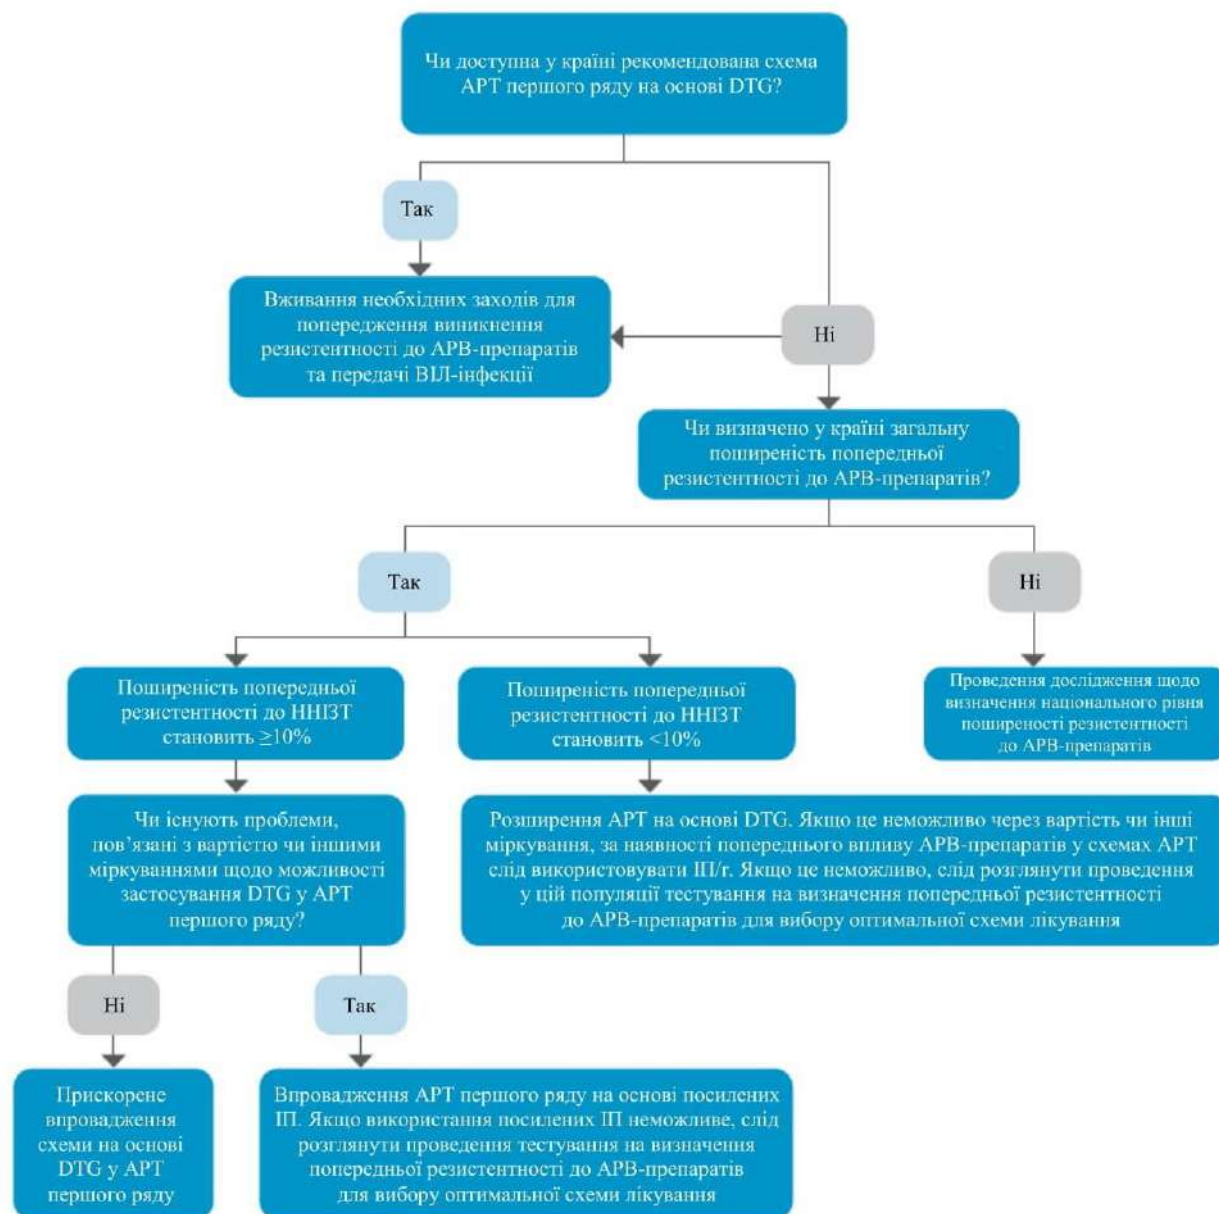 Чи доступна у країні рекомендована схема
АРТ першого ряду на основі DTG?
Так
Вживання необхідних заходів для
попередження виникнення
резистентності до АРВ-препаратів
та передачі ВІЛ-інфекції
Ні
Чи визначено у країні загальну
поширеність попередньої
резистентності до АРВ-препаратів?
Так
Ні
Поширеність попередньої
резистентності до ННІЗТ
становить ≥10%
Поширеність попередньої
резистентності до ННІЗТ
становить <10%
Проведення дослідження щодо
визначення національного рівня
поширеності резистентності
до АРВ-препаратів
Чи існують проблеми,
пов’язані з вартістю чи іншими
міркуваннями щодо можливості
застосування DTG у АРТ
першого ряду?
Розширення АРТ на основі DTG. Якщо це неможливо через вартість чи інші
міркування, за наявності попереднього впливу АРВ-препаратів у схемах АРТ
слід використовувати ІП/r. Якщо це неможливо, слід розглянути проведення
у цій популяції тестування на визначення попередньої резистентності
до АРВ-препаратів для вибору оптимальної схеми лікування
Ні
Так
Прискорене
впровадження
схеми на основі
DTG у АРТ
першого ряду
Впровадження АРТ першого ряду на основі посилених
ІП. Якщо використання посилених ІП неможливе, слід
розглянути проведення тестування на визначення
попередньої резистентності до АРВ-препаратів
для вибору оптимальної схеми лікування